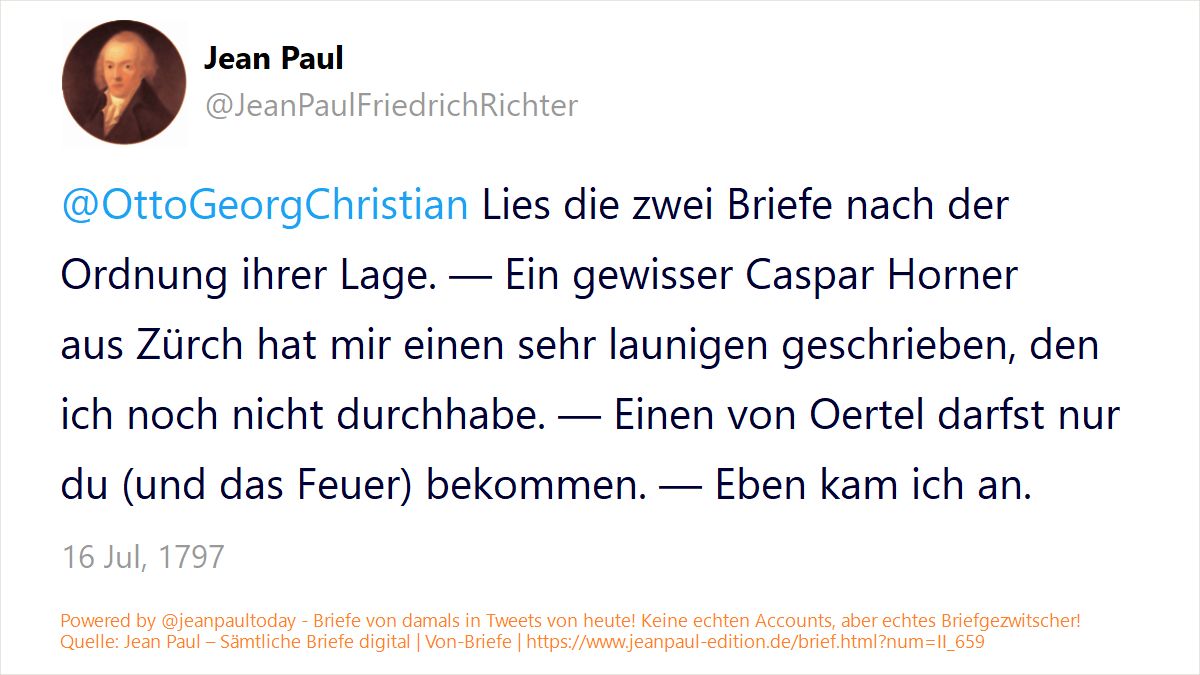 Jean Paul
@JeanPaulFriedrichRichter
@OttoGeorgChristian Lies die zwei Briefe nach der
Ordnung ihrer Lage. — Ein gewisser Caspar Horner
aus Zürch hat mir einen sehr launigen geschrieben, den
ich noch nicht durchhabe. — Einen von Oertel darfst nur
du (und das Feuer) bekommen. — Eben kam ich an.
16 Jul, 1797
Powered by @jeanpaultoday - Briefe von damals in Tweets von heute! Keine echten Accounts, aber echtes Briefgezwitscher!
Quelle: Jean Paul – Sämtliche Briefe digital | Von-Briefe | https://www.jeanpaul-edition.de/brief.html?num=II_659